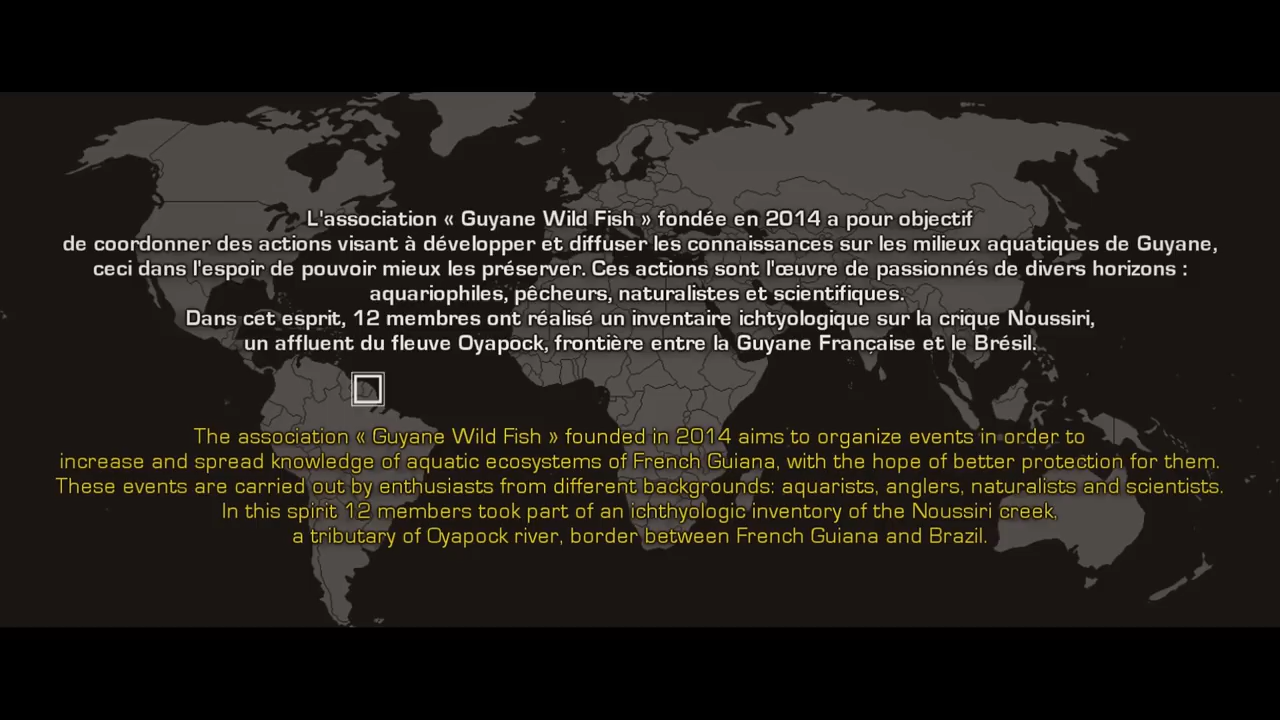 L'association « Guyane Wild Fish » fondée en 2014 a pour objectif
de coordonner des actions visant à développer et diffuser les connaissances sur les milieux aquatiques de Guyane,
ceci dans l'espoir de pouvoir mieux les préserver. Ces actions sont l'œuvre de passionnés de divers horizons :
aquariophiles, pêcheurs, naturalistes et scientifiques.
Dans cet esprit, 12 membres ont réalisé un inventaire ichtyologique sur la crique Noussiri,
un affluent du fleuve Oyapock, frontière entre la Guyane Française et le Brésil.
The association « Guyane Wild Fish » founded in 2014 aims to organize events in order to
increase and spread knowledge of aquatic ecosystems of French Guiana, with the hope of better protection for them.
These events are carried out by enthusiasts from different backgrounds: aquarists, anglers, naturalists and scientists.
In this spirit 12 members took part of an ichthyologic inventory of the Noussiri creek,
a tributary of Oyapock river, border between French Guiana and Brazil.